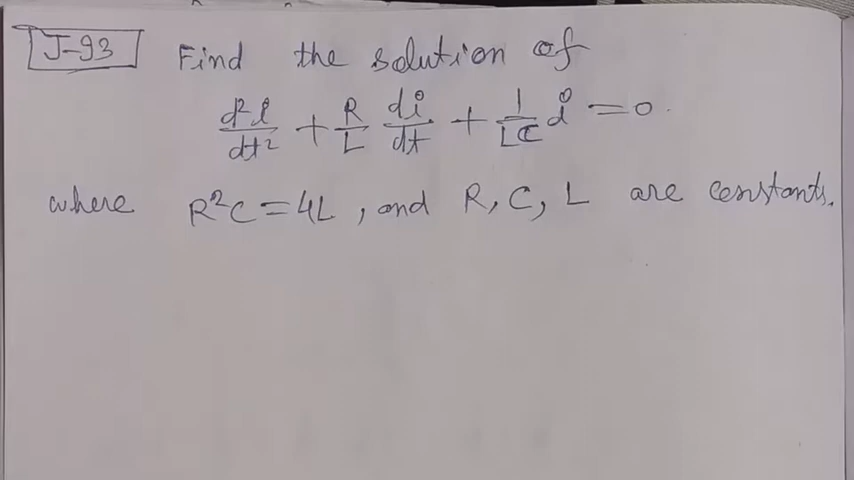 J-93 Find the solution of
d²i/dt² + R/L di/dt + 1/LC i = 0.
where R²C = 4L, and R, C, L are constants.